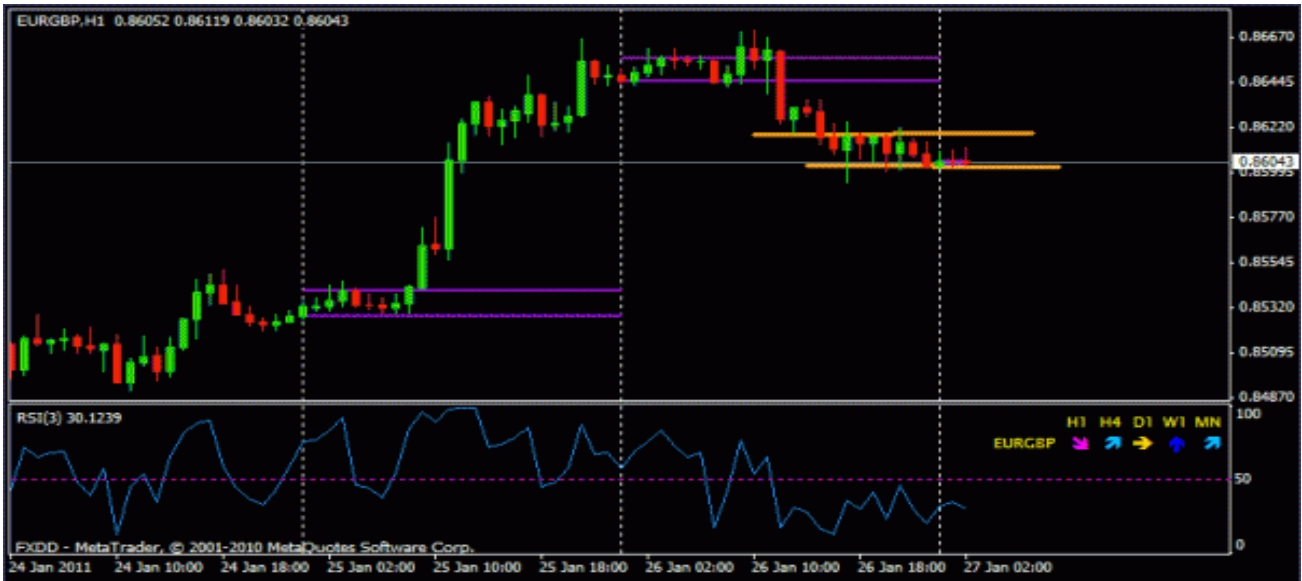 EURGBP,H1 0.86052 0.86119 0.86032 0.86043
0.86670
0.86445
0.86220
0.86043
0.85995
0.85770
0.85545
0.85320
0.85095
0.84870
RSI(3) 30.1239
100
H1 H4 D1 W1 MN
EURGBP
50
0
FXDD - MetaTrader, © 2001-2010 MetaQuotes Software Corp.
24 Jan 2011 24 Jan 10:00 24 Jan 18:00 25 Jan 02:00 25 Jan 10:00 25 Jan 18:00 26 Jan 02:00 26 Jan 10:00 26 Jan 18:00 27 Jan 02:00